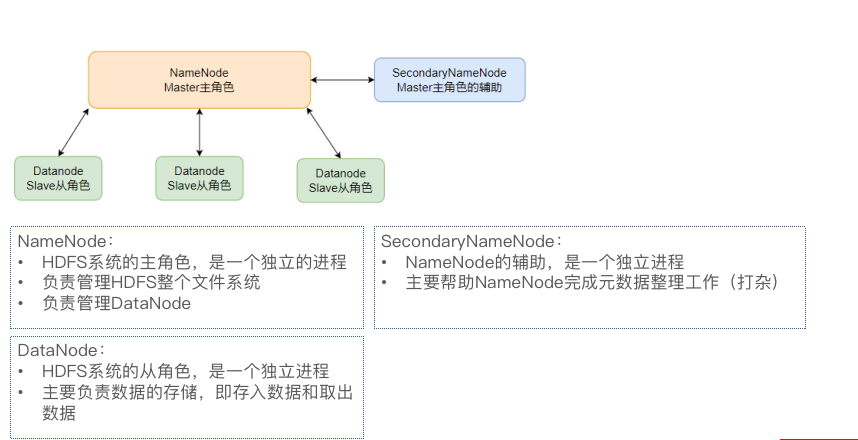 NameNode
Master主角色
SecondaryNameNode
Master主角色的辅助
Datanode
Slave从角色
Datanode
Slave从角色
Datanode
Slave从角色
NameNode：
• HDFS系统的主角色，是一个独立的进程
• 负责管理HDFS整个文件系统
• 负责管理DataNode
SecondaryNameNode：
• NameNode的辅助，是一个独立进程
• 主要帮助NameNode完成元数据整理工作（打杂）
DataNode：
• HDFS系统的从角色，是一个独立进程
• 主要负责数据的存储，即存入数据和取出
数据